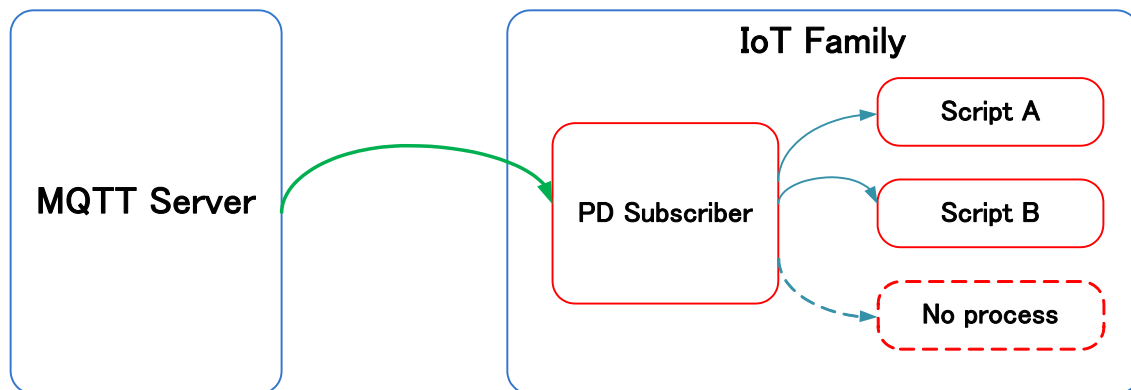 IoT Family
MQTT Server
PD Subscriber
Script A
Script B
No process